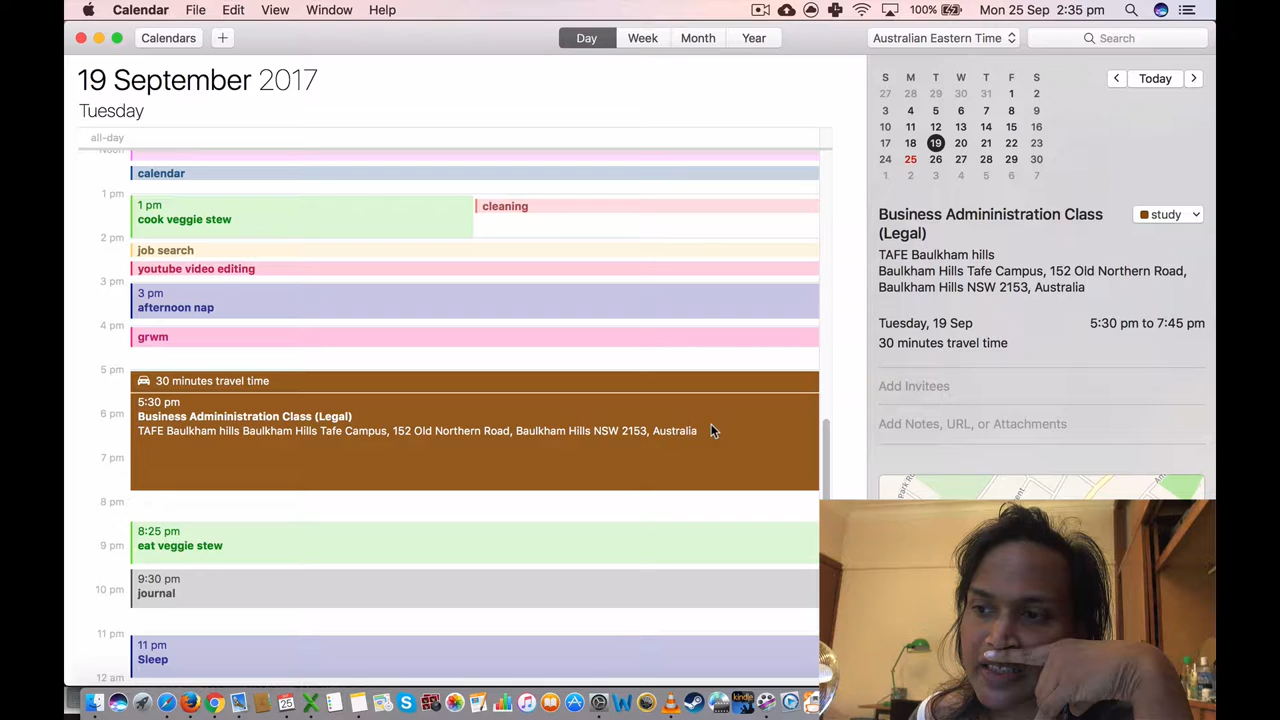 Calendar File Edit View Window Help 100% Mon 25 Sep 2:35 pm
Calendars + Day Week Month Year Australian Eastern Time Search
19 September 2017
Tuesday
all-day
Noon
calendar
1 pm
1 pm
cook veggie stew
cleaning
2 pm
job search
youtube video editing
3 pm
3 pm
afternoon nap
4 pm
grwm
5 pm
30 minutes travel time
5:30 pm
6 pm
Business Admininistration Class (Legal)
TAFE Baulkham hills Baulkham Hills Tafe Campus, 152 Old Northern Road, Baulkham Hills NSW 2153, Australia
7 pm
8 pm
8:25 pm
9 pm
eat veggie stew
9:30 pm
10 pm
journal
11 pm
11 pm
Sleep
12 am
S M T W T F S
Today
27 28 29 30 31 1 2
3 4 5 6 7 8 9
10 11 12 13 14 15 16
17 18 19 20 21 22 23
24 25 26 27 28 29 30
1 2 3 4 5 6 7
Business Admininistration Class
(Legal)
study
TAFE Baulkham hills
Baulkham Hills Tafe Campus, 152 Old Northern Road,
Baulkham Hills NSW 2153, Australia
Tuesday, 19 Sep 5:30 pm to 7:45 pm
30 minutes travel time
Add Invitees
Add Notes, URL, or Attachments
25
kindle